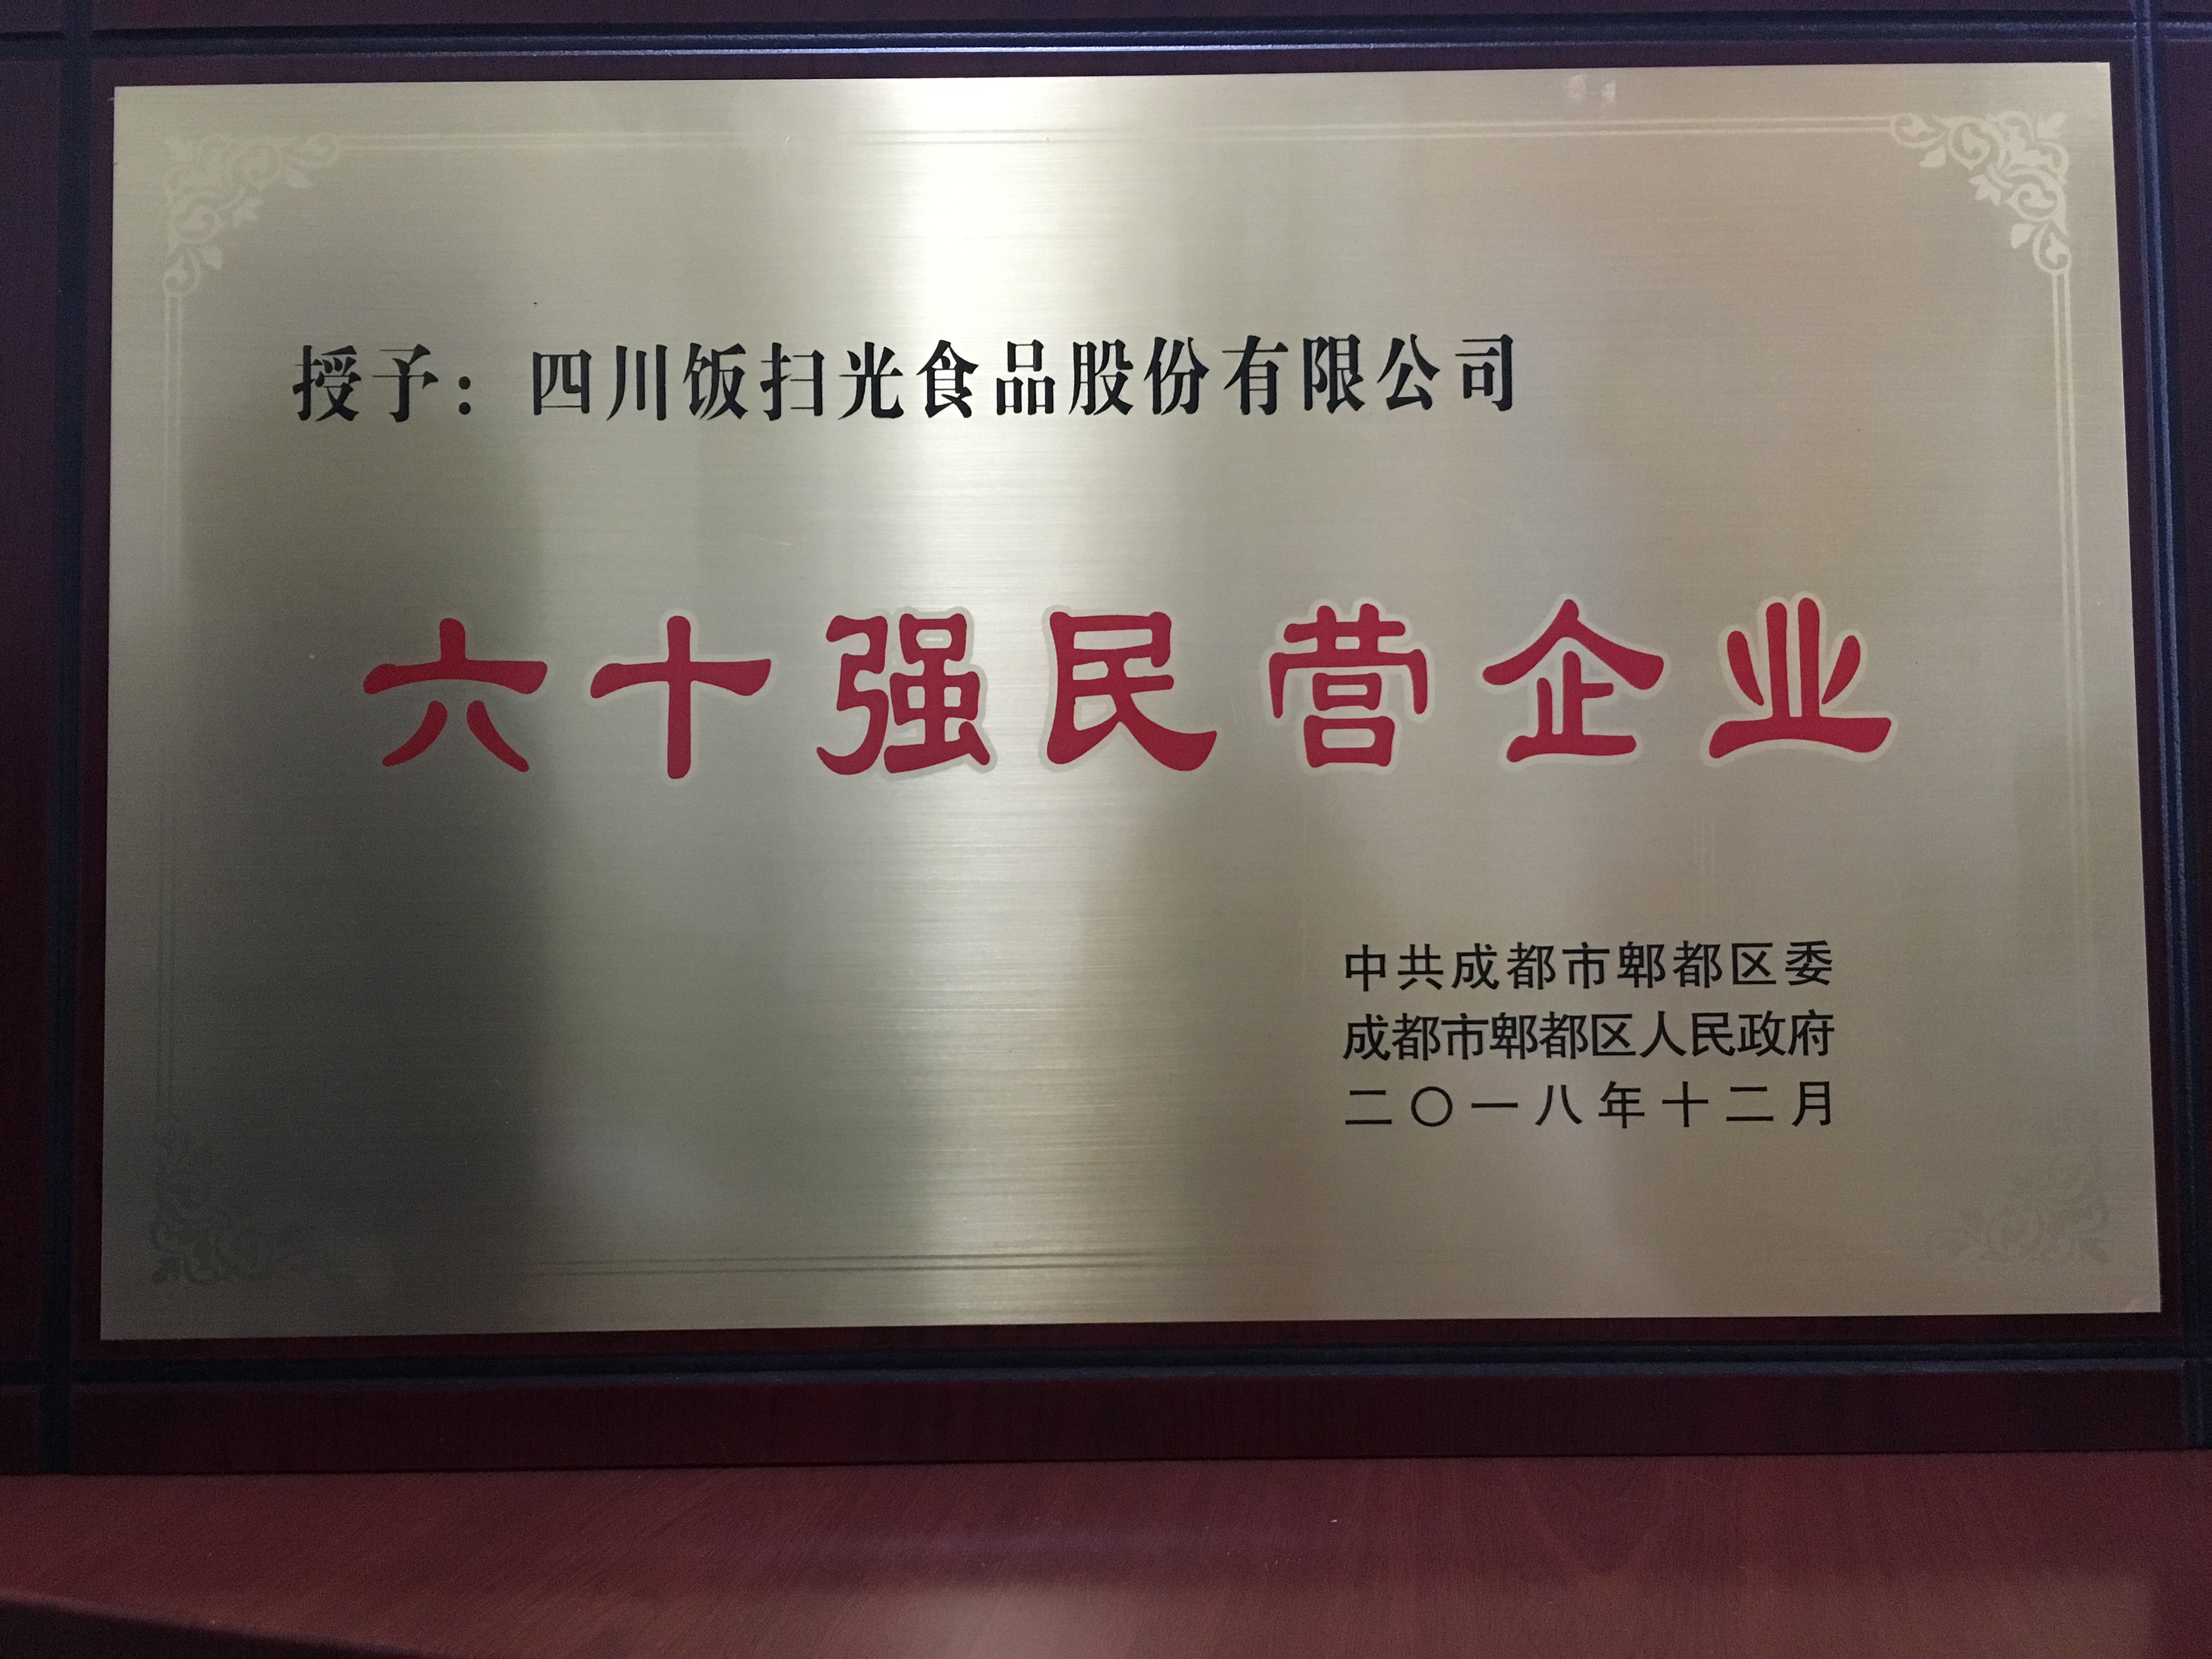 授予：四川饭扫光食品股份有限公司
六十强民营企业
中共成都市郫都区委
成都市郫都区人民政府
二〇一八年十二月